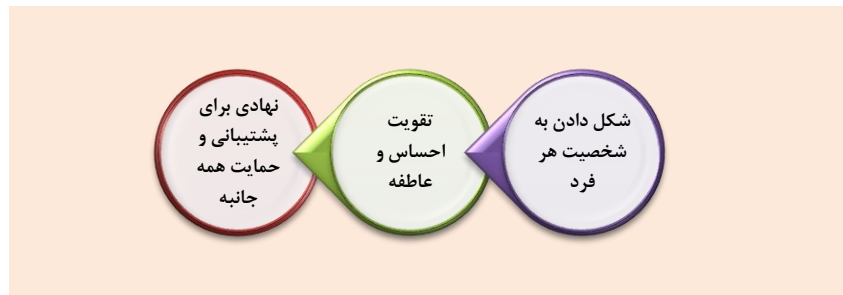 شکل دادن به
شخصیت هر
فرد
تقویت
احساس و
عاطفه
نهادی برای
پشتیبانی و
حمایت همه
جانبه